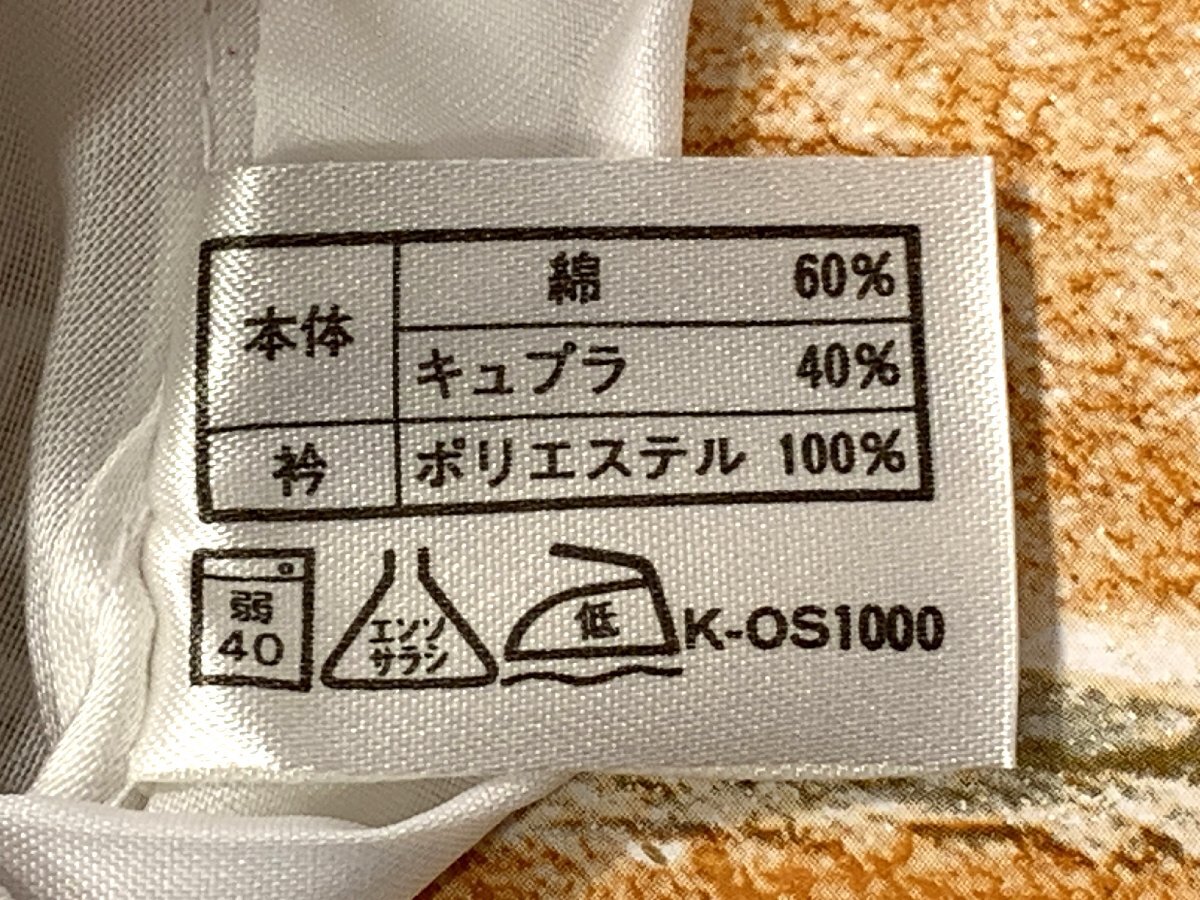 本体
綿 60%
キュプラ 40%
衿
ポリエステル 100%
弱
40
エンソ
サラシ
低
K-OS1000